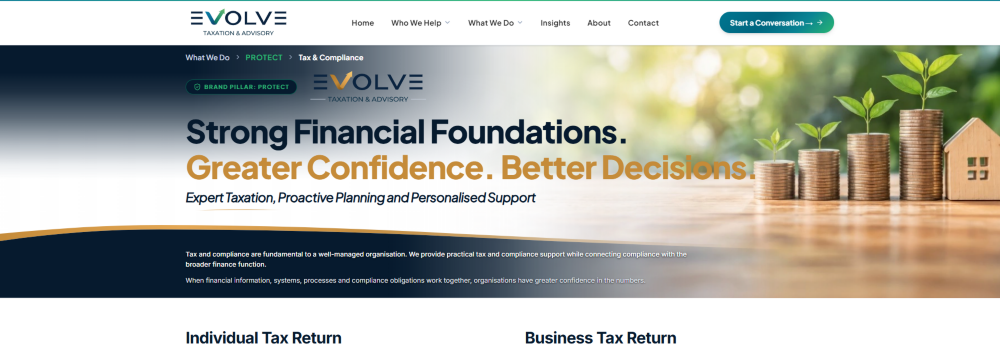 EVOLVE
TAXATION & ADVISORY
Home Who We Help What We Do Insights About Contact
Start a Conversation → →
What We Do > PROTECT > Tax & Compliance
BRAND PILLAR: PROTECT
EVOLVE
TAXATION & ADVISORY
Strong Financial Foundations.
Greater Confidence. Better Decisions.
Expert Taxation, Proactive Planning and Personalised Support
Tax and compliance are fundamental to a well-managed organisation. We provide practical tax and compliance support while connecting compliance with the
broader finance function.
When financial information, systems, processes and compliance obligations work together, organisations have greater confidence in the numbers.
Individual Tax Return Business Tax Return